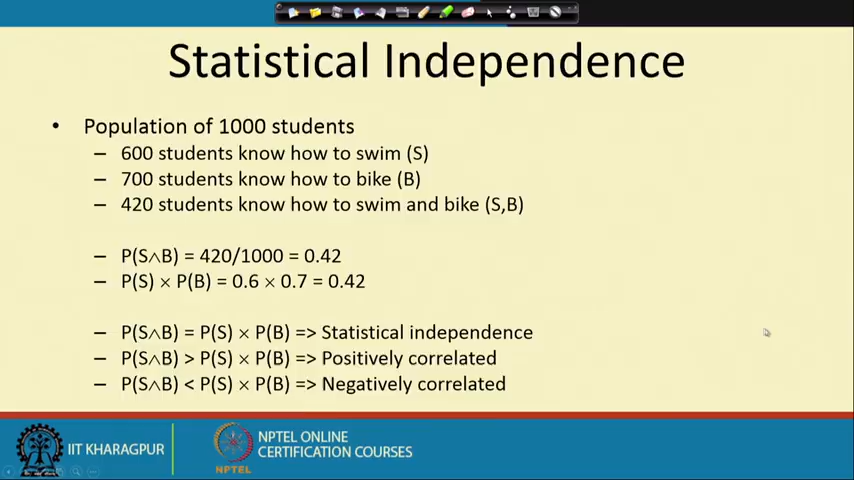 Statistical Independence
• Population of 1000 students
– 600 students know how to swim (S)
– 700 students know how to bike (B)
– 420 students know how to swim and bike (S,B)
– P(S∧B) = 420/1000 = 0.42
– P(S) × P(B) = 0.6 × 0.7 = 0.42
– P(S∧B) = P(S) × P(B) => Statistical independence
– P(S∧B) > P(S) × P(B) => Positively correlated
– P(S∧B) < P(S) × P(B) => Negatively correlated
IIT KHARAGPUR
NPTEL
NPTEL ONLINE
CERTIFICATION COURSES